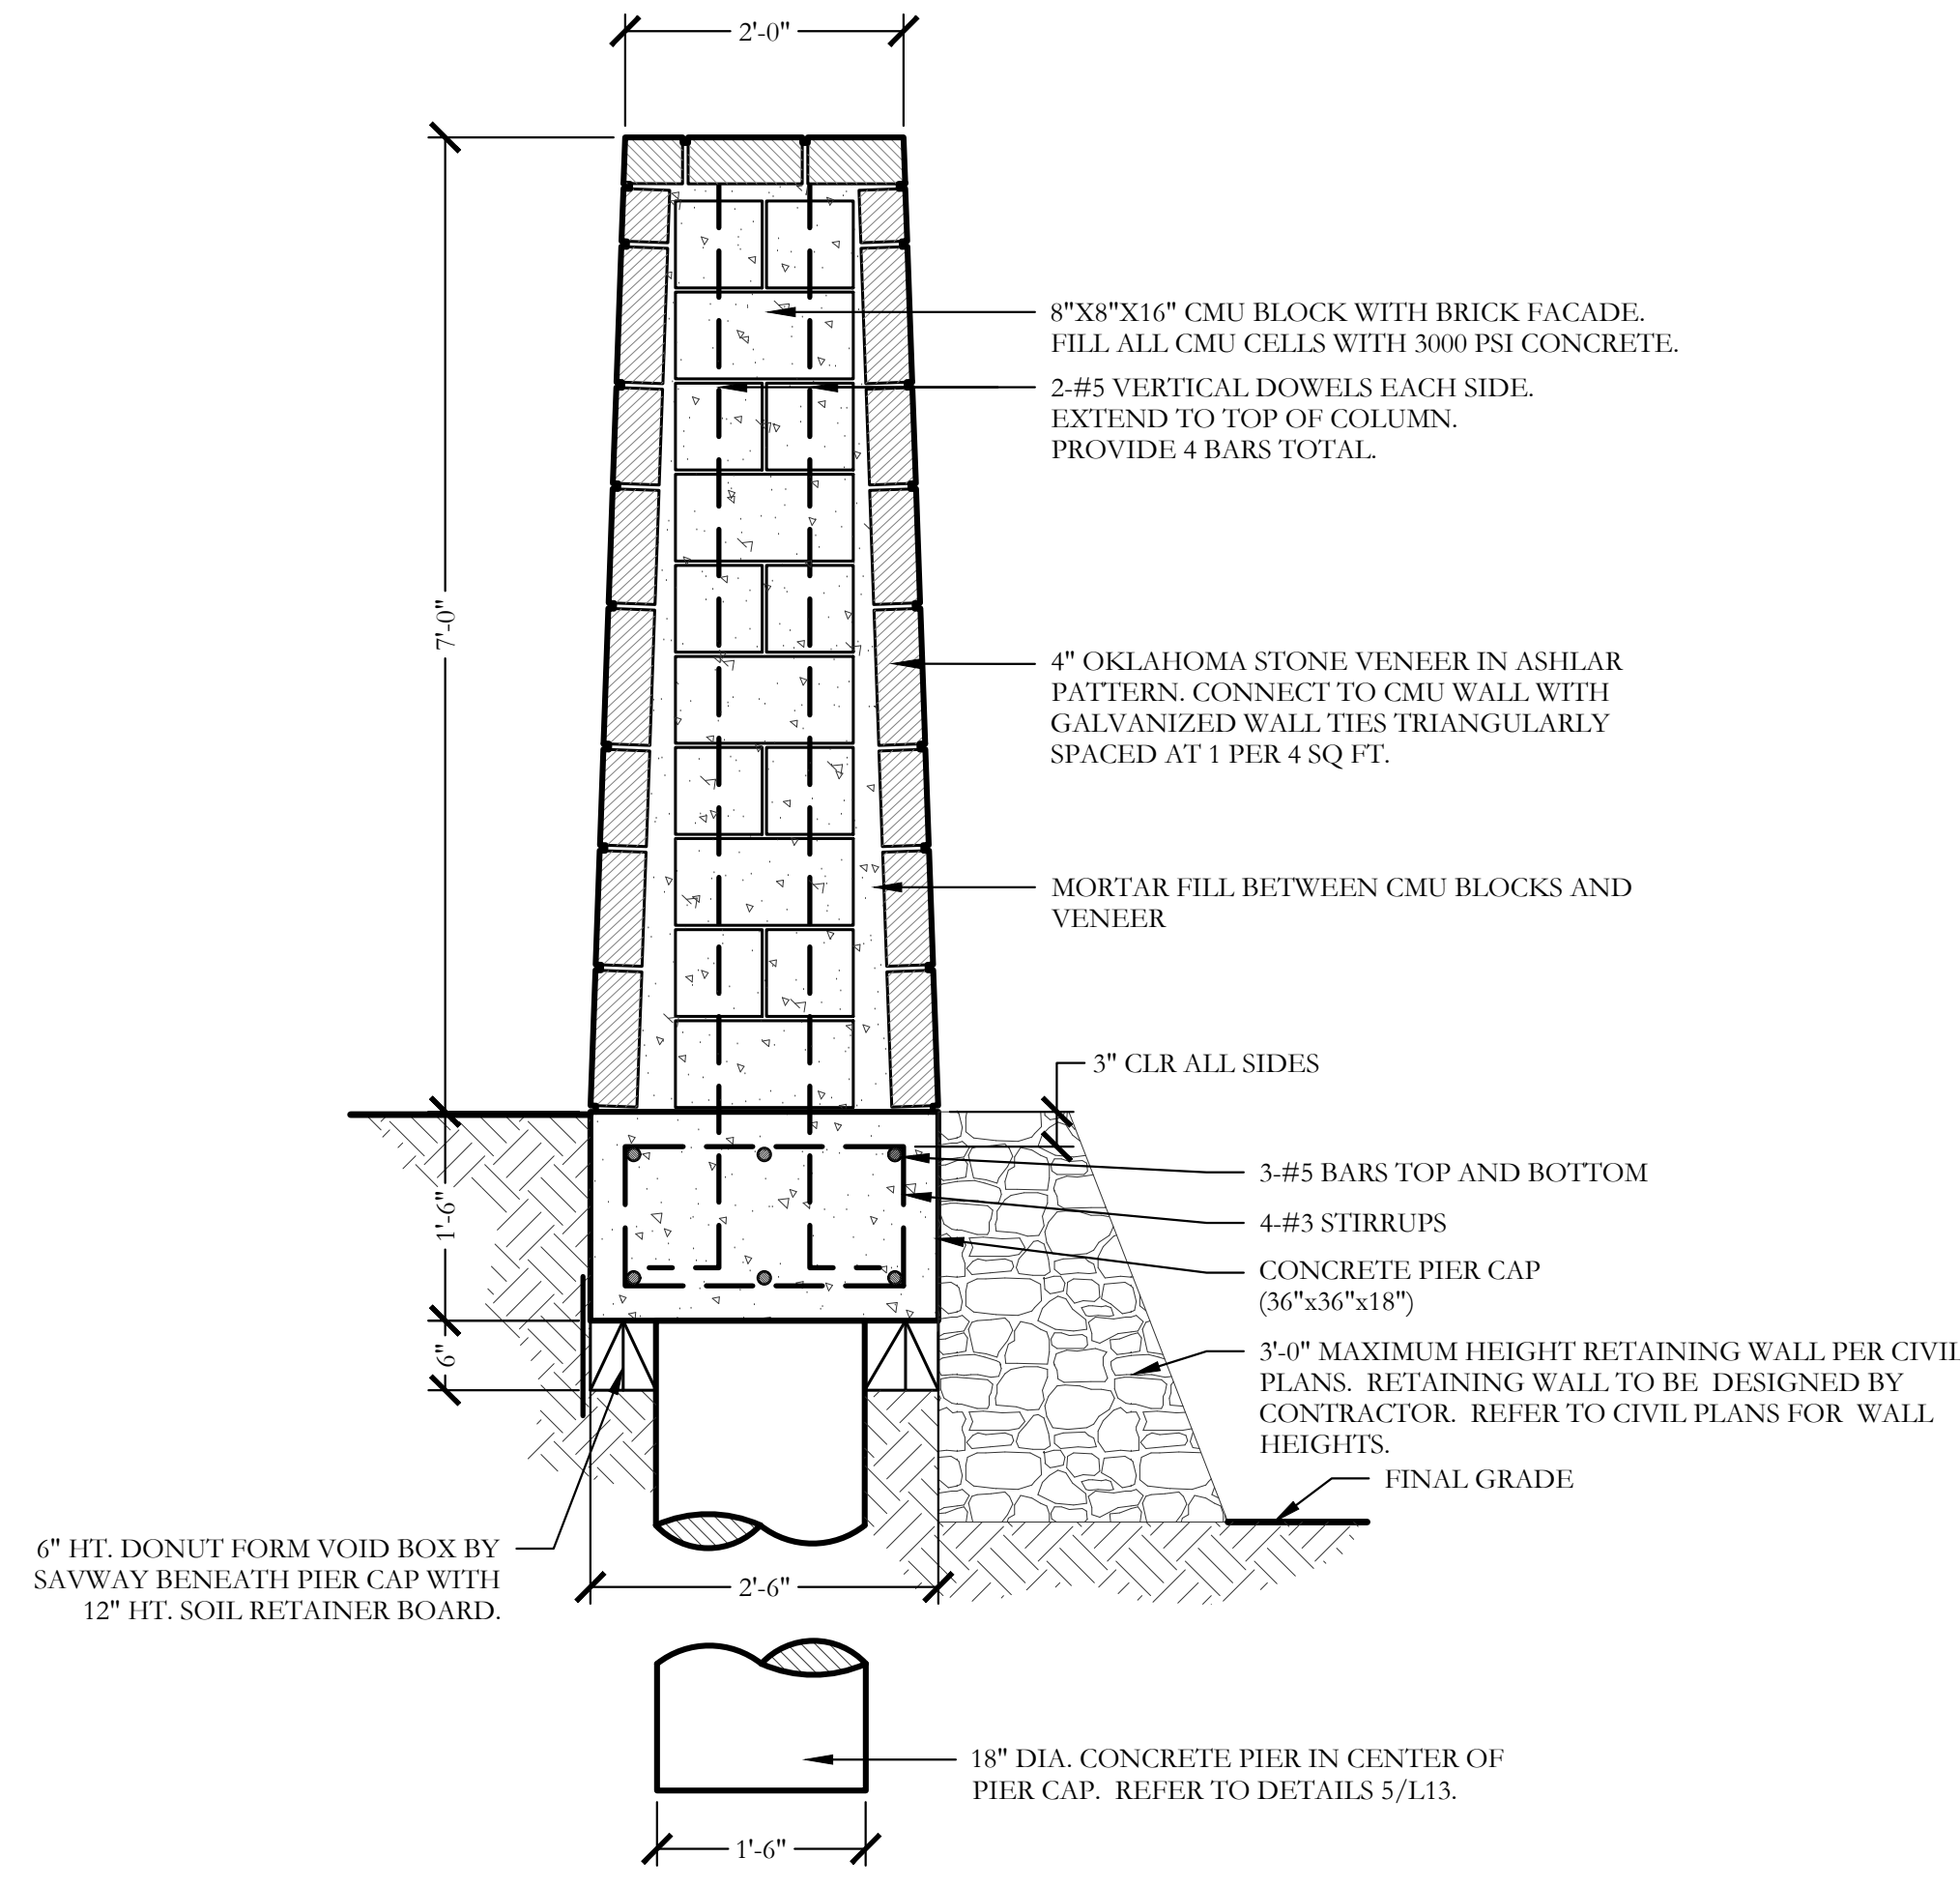 2'-0"
8"X8"X16" CMU BLOCK WITH BRICK FACADE.
FILL ALL CMU CELLS WITH 3000 PSI CONCRETE.
2-#5 VERTICAL DOWELS EACH SIDE.
EXTEND TO TOP OF COLUMN.
PROVIDE 4 BARS TOTAL.
7'-0"
4" OKLAHOMA STONE VENEER IN ASHLAR
PATTERN. CONNECT TO CMU WALL WITH
GALVANIZED WALL TIES TRIANGULARLY
SPACED AT 1 PER 4 SQ FT.
MORTAR FILL BETWEEN CMU BLOCKS AND
VENEER
3" CLR ALL SIDES
3-#5 BARS TOP AND BOTTOM
1'-6"
4-#3 STIRRUPS
CONCRETE PIER CAP
(36"x36"x18")
6"
3'-0" MAXIMUM HEIGHT RETAINING WALL PER CIVIL
PLANS. RETAINING WALL TO BE DESIGNED BY
CONTRACTOR. REFER TO CIVIL PLANS FOR WALL
HEIGHTS.
FINAL GRADE
6" HT. DONUT FORM VOID BOX BY
SAVWAY BENEATH PIER CAP WITH
12" HT. SOIL RETAINER BOARD.
2'-6"
18" DIA. CONCRETE PIER IN CENTER OF
PIER CAP. REFER TO DETAILS 5/L13.
1'-6"